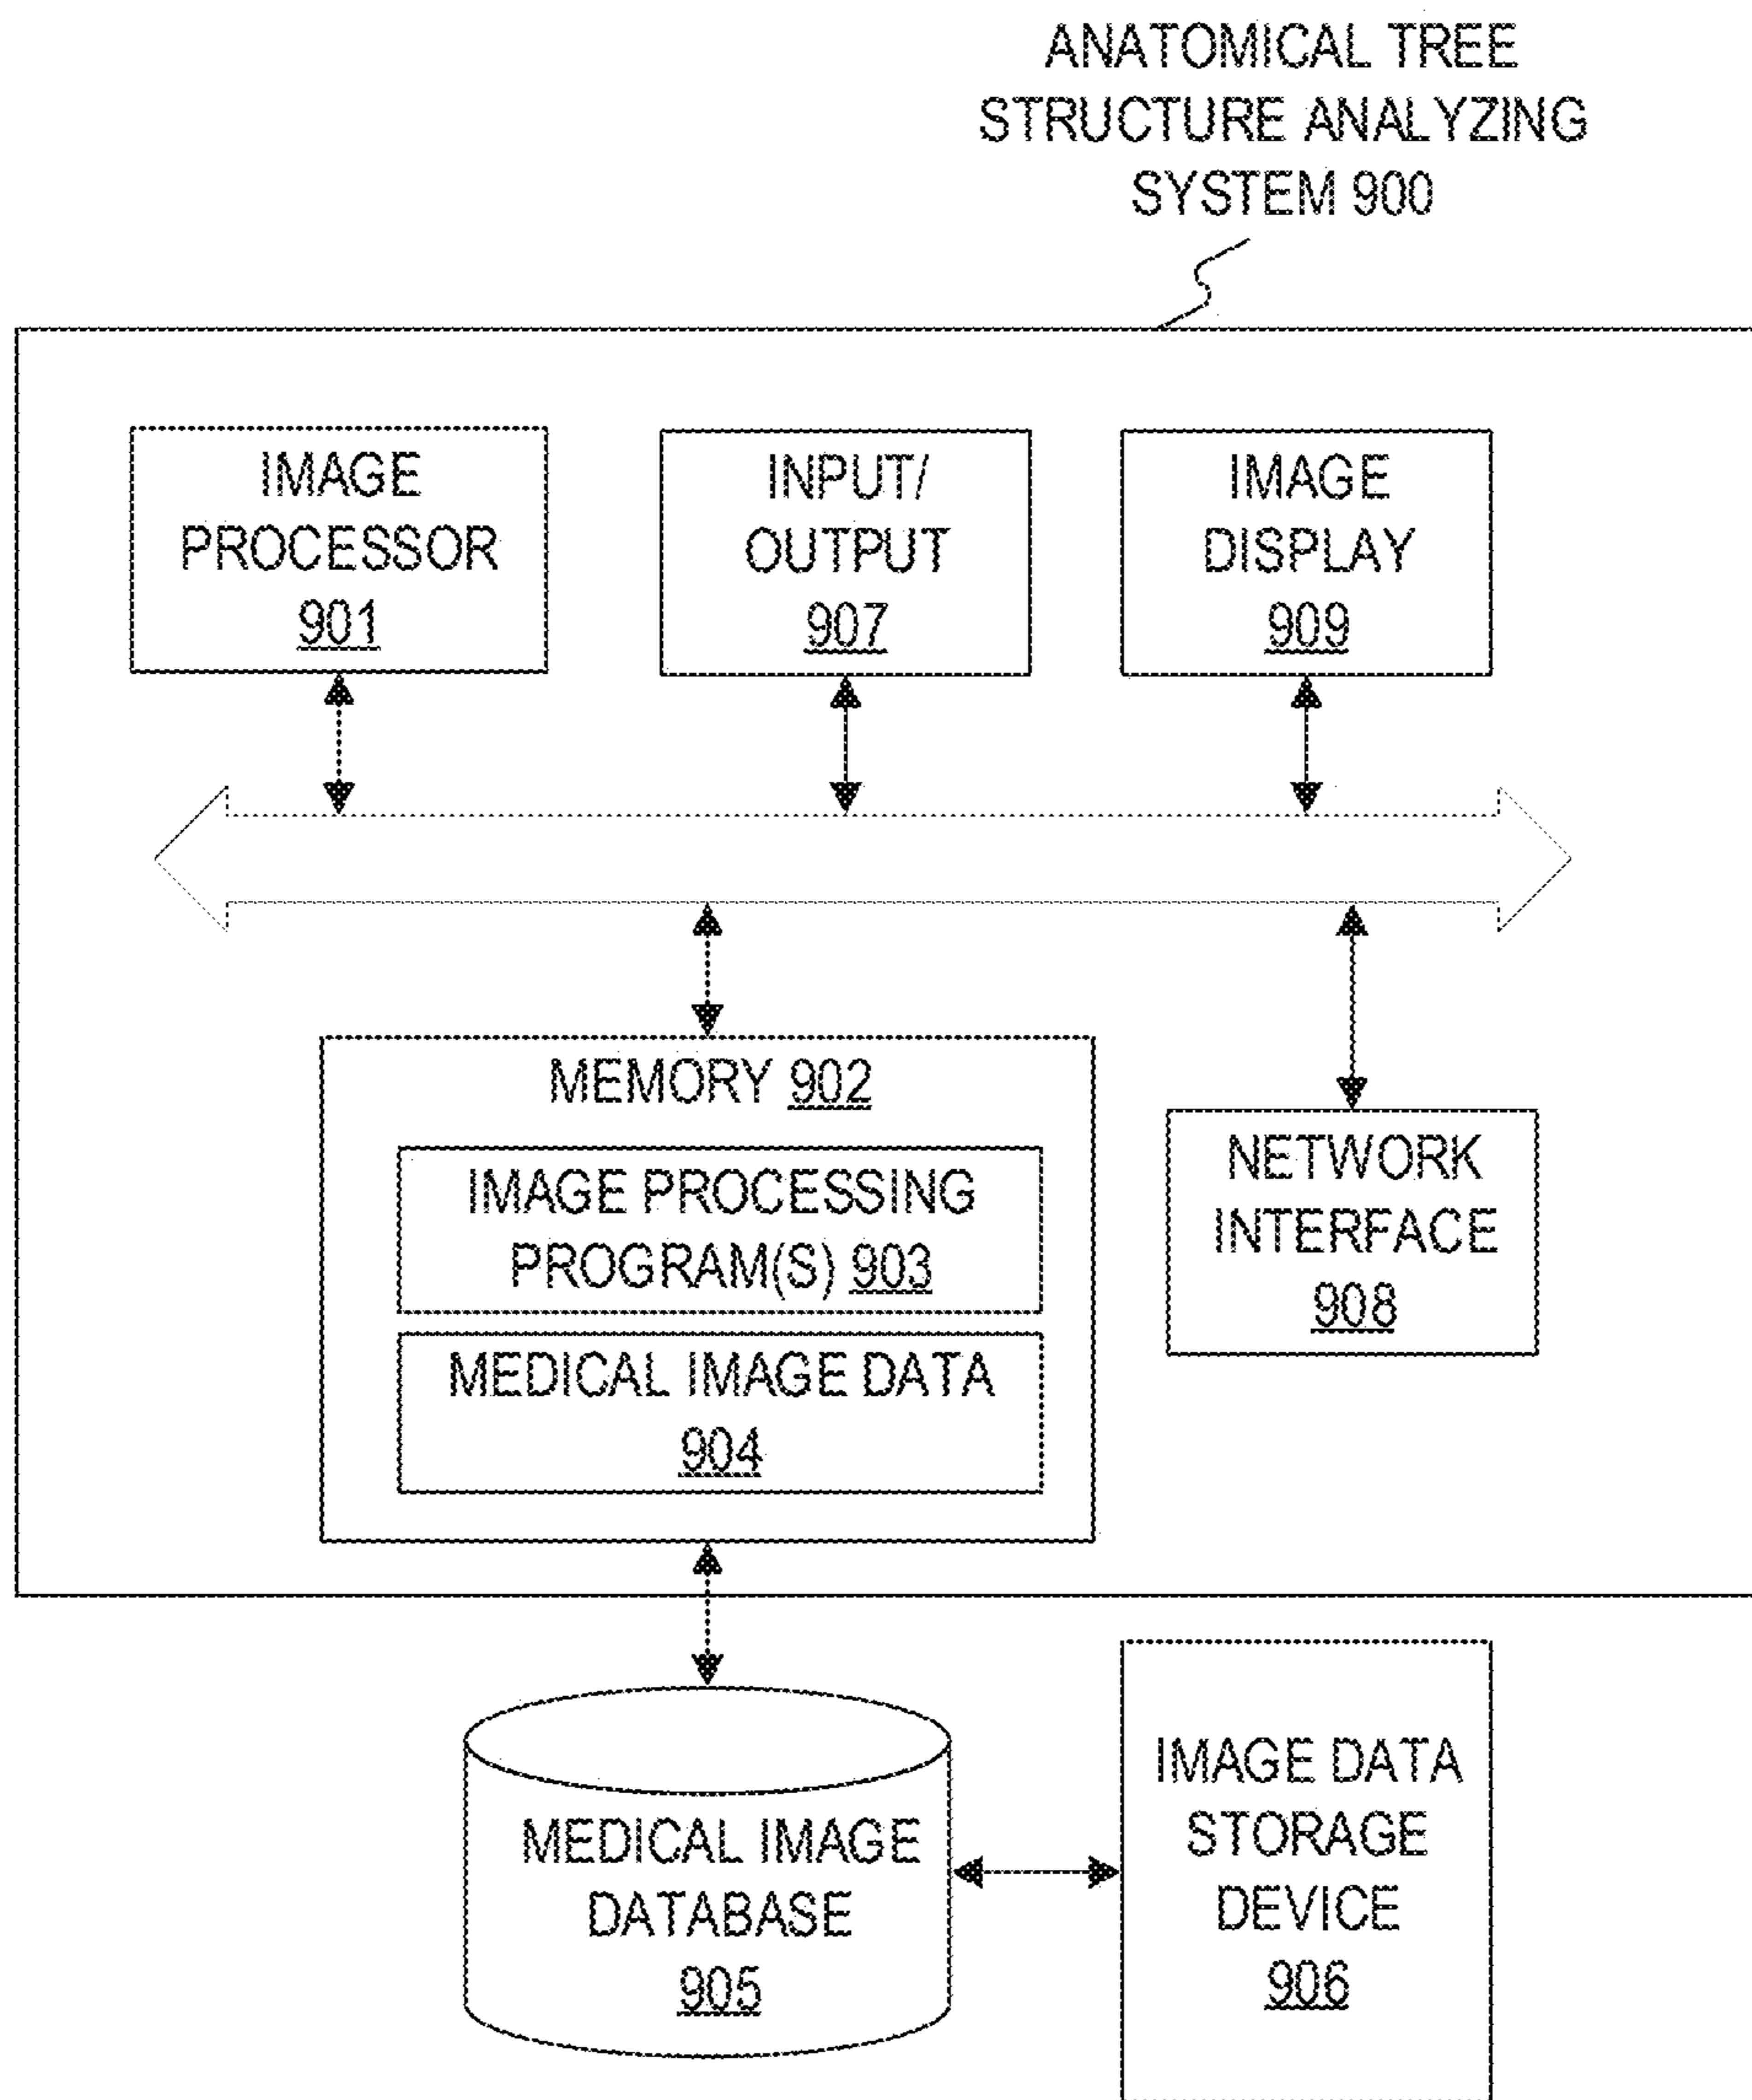 ANATOMICAL TREE
STRUCTURE ANALYZING
SYSTEM 900
IMAGE
PROCESSOR
901
INPUT/
OUTPUT
907
IMAGE
DISPLAY
909
MEMORY 902
IMAGE PROCESSING
PROGRAM(S) 903
MEDICAL IMAGE DATA
904
NETWORK
INTERFACE
908
MEDICAL IMAGE
DATABASE
905
IMAGE DATA
STORAGE
DEVICE
906